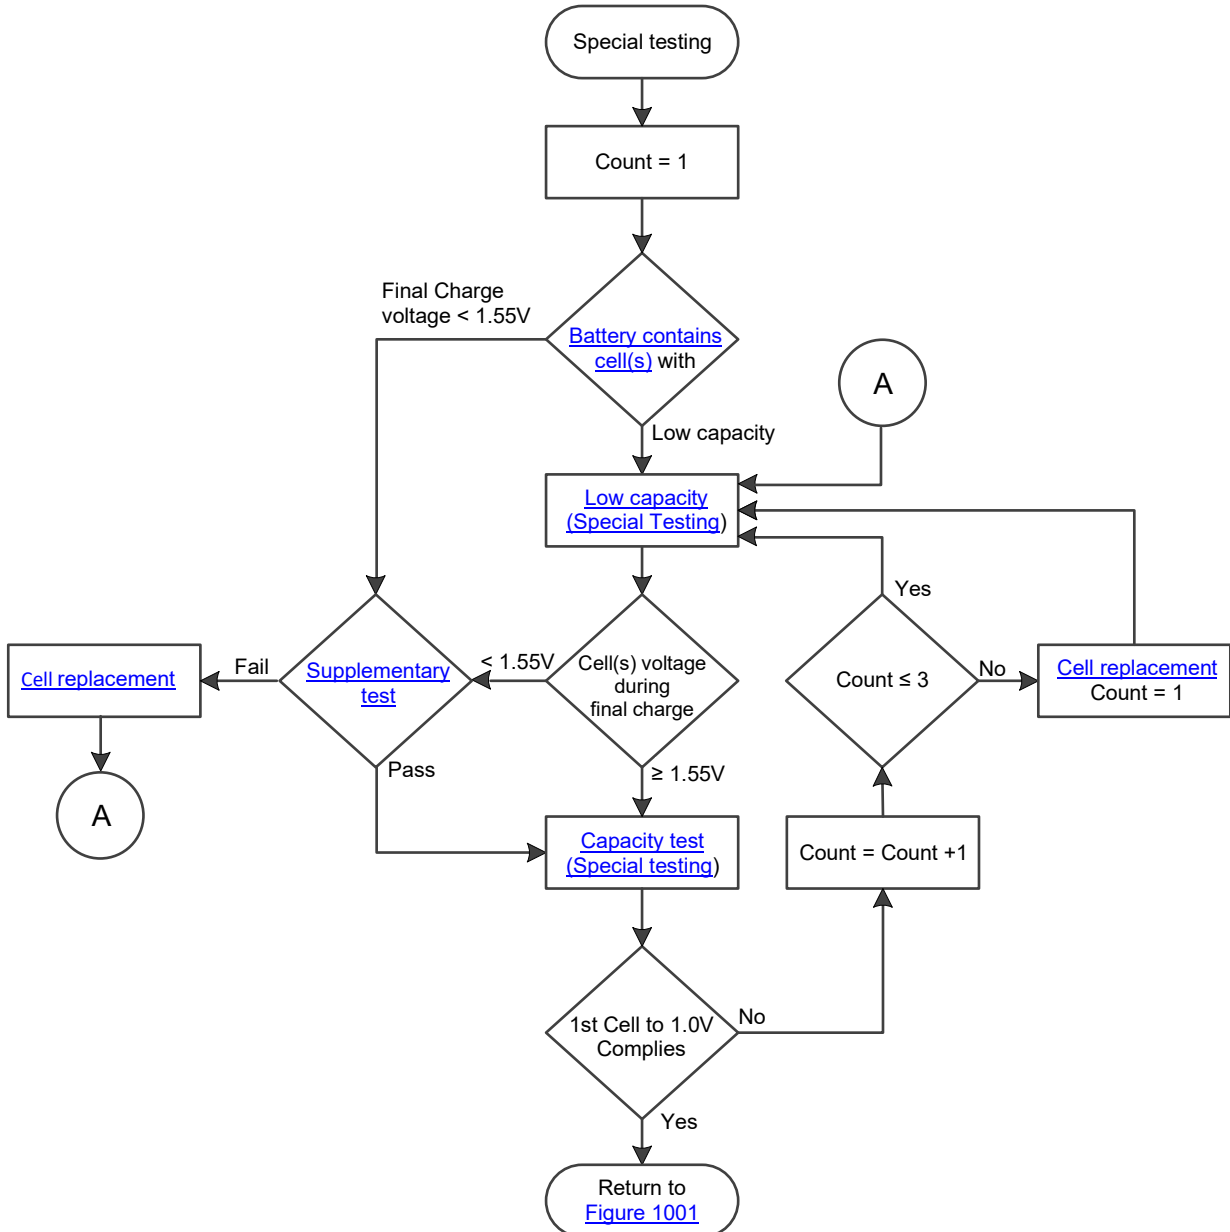 Special testing
Count = 1
Final Charge
voltage < 1.55V
Battery contains
cell(s) with
A
Low capacity
Low capacity
(Special Testing)
Yes
Cell replacement
Fail
Supplementary
test
< 1.55V
Cell(s) voltage
during
final charge
Count ≤ 3
No
Cell replacement
Count = 1
Pass
≥ 1.55V
A
Capacity test
(Special testing)
Count = Count +1
1st Cell to 1.0V
Complies
No
Yes
Return to
Figure 1001